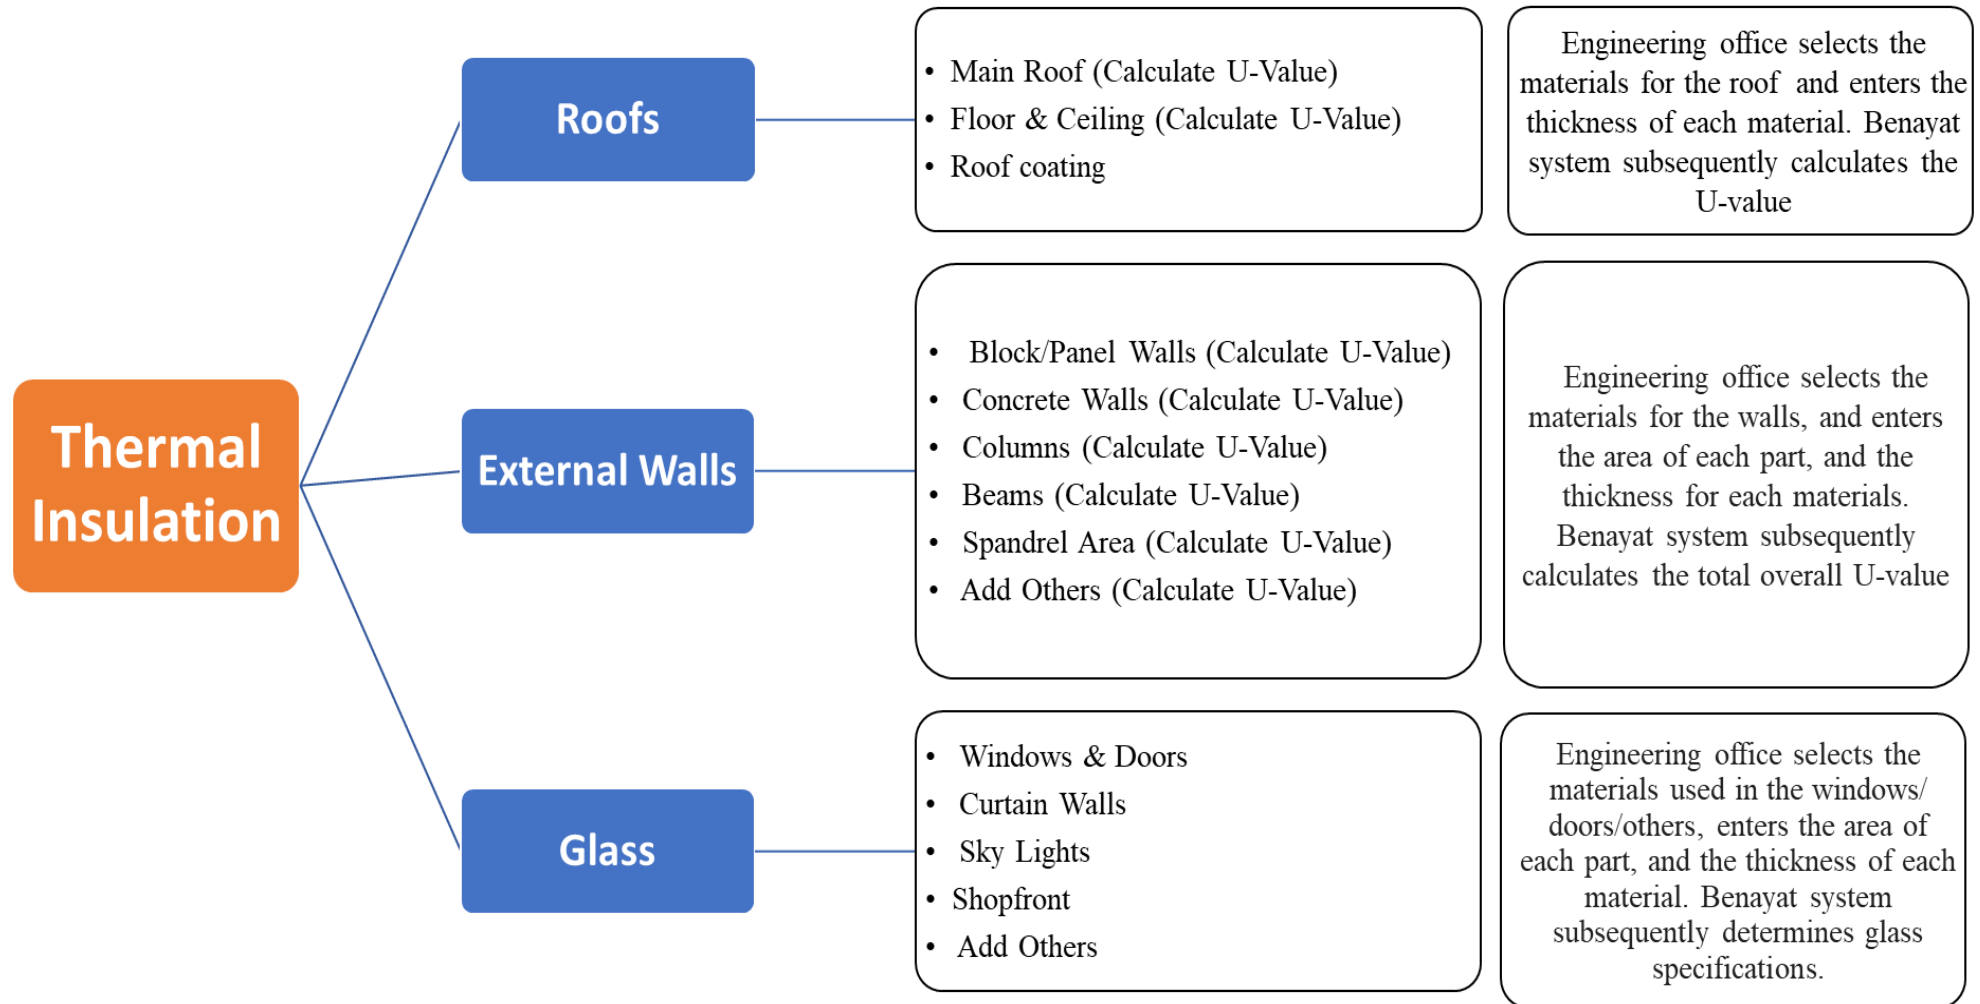 Thermal
Insulation
Roofs
• Main Roof (Calculate U-Value)
• Floor & Ceiling (Calculate U-Value)
• Roof coating
Engineering office selects the
materials for the roof and enters the
thickness of each material. Benayat
system subsequently calculates the
U-value
External Walls
• Block/Panel Walls (Calculate U-Value)
• Concrete Walls (Calculate U-Value)
• Columns (Calculate U-Value)
• Beams (Calculate U-Value)
• Spandrel Area (Calculate U-Value)
• Add Others (Calculate U-Value)
Engineering office selects the
materials for the walls, and enters
the area of each part, and the
thickness for each materials.
Benayat system subsequently
calculates the total overall U-value
Glass
• Windows & Doors
• Curtain Walls
• Sky Lights
• Shopfront
• Add Others
Engineering office selects the
materials used in the windows/
doors/others, enters the area of
each part, and the thickness of each
material. Benayat system
subsequently determines glass
specifications.